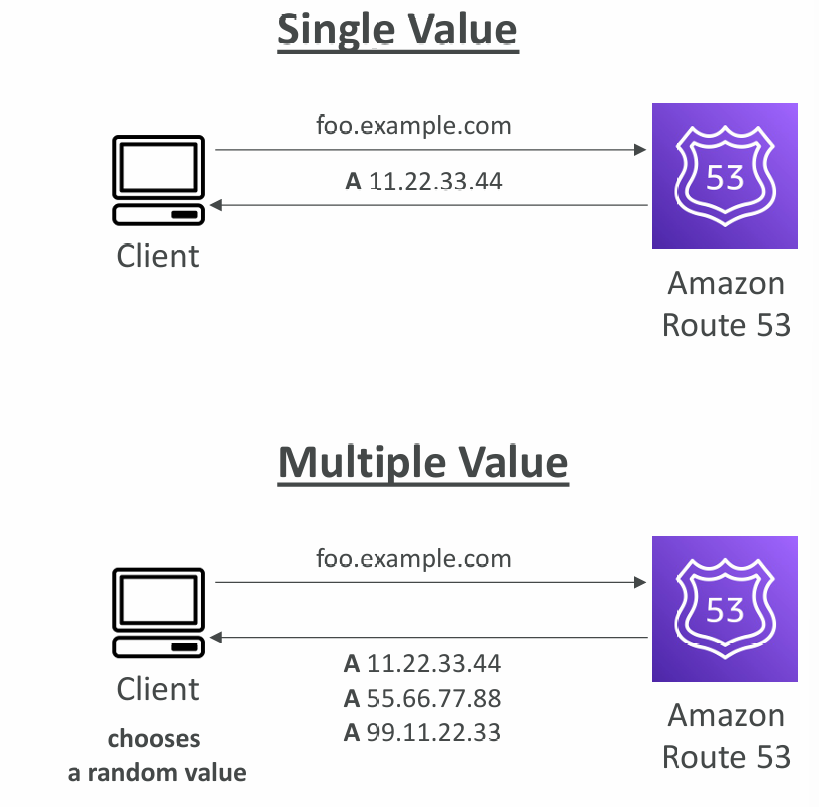 Single Value
foo.example.com
A 11.22.33.44
53
Client
Amazon
Route 53
Multiple Value
foo.example.com
53
A 11.22.33.44
A 55.66.77.88
A 99.11.22.33
Client
chooses
a random value
Amazon
Route 53